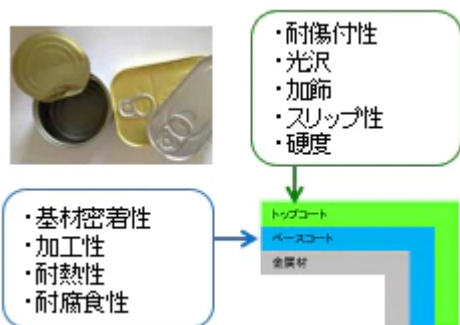 ・耐傷付性
・光沢
・加飾
・スリップ性
・硬度
トップコート
・基材密着性
・加工性
・耐熱性
・耐腐食性
ベースコート
金属材